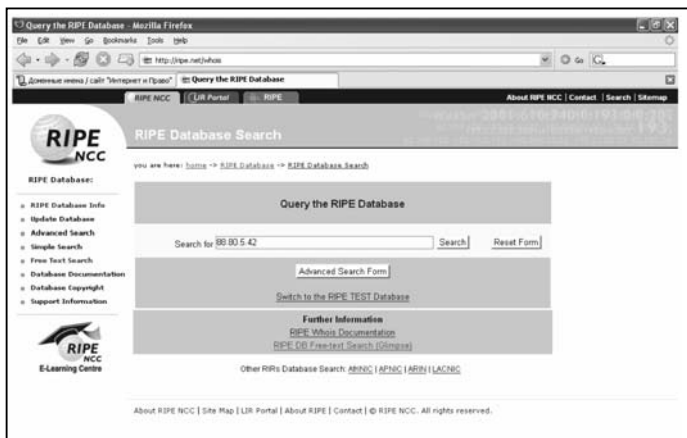 Query the RIPE Database - Mozilla Firefox
File Edit View Go Bookmarks Tools Help
http://ripe.net/whois
Go
Доменные имена / сайт "Интернет и Право"
Query the RIPE Database
RIPE NCC
LIR Portal
RIPE
About RIPE NCC | Contact | Search | Sitemap
RIPE
NCC
RIPE Database Search
you are here: home -> RIPE Database -> RIPE Database Search
RIPE Database:
RIPE Database Info
Update Database
Advanced Search
Simple Search
Free Text Search
Database Documentation
Database Copyright
Support Information
RIPE
NCC
E-Learning Centre
Query the RIPE Database
Search for 88.80.5.42 Search Reset Form
Advanced Search Form
Switch to the RIPE TEST Database
Further Information
RIPE Whois Documentation
RIPE DB Free-text Search (Glimpse)
Other RIRs Database Search: AfriNIC | APNIC | ARIN | LACNIC
About RIPE NCC | Site Map | LIR Portal | About RIPE | Contact | © RIPE NCC. All rights reserved.